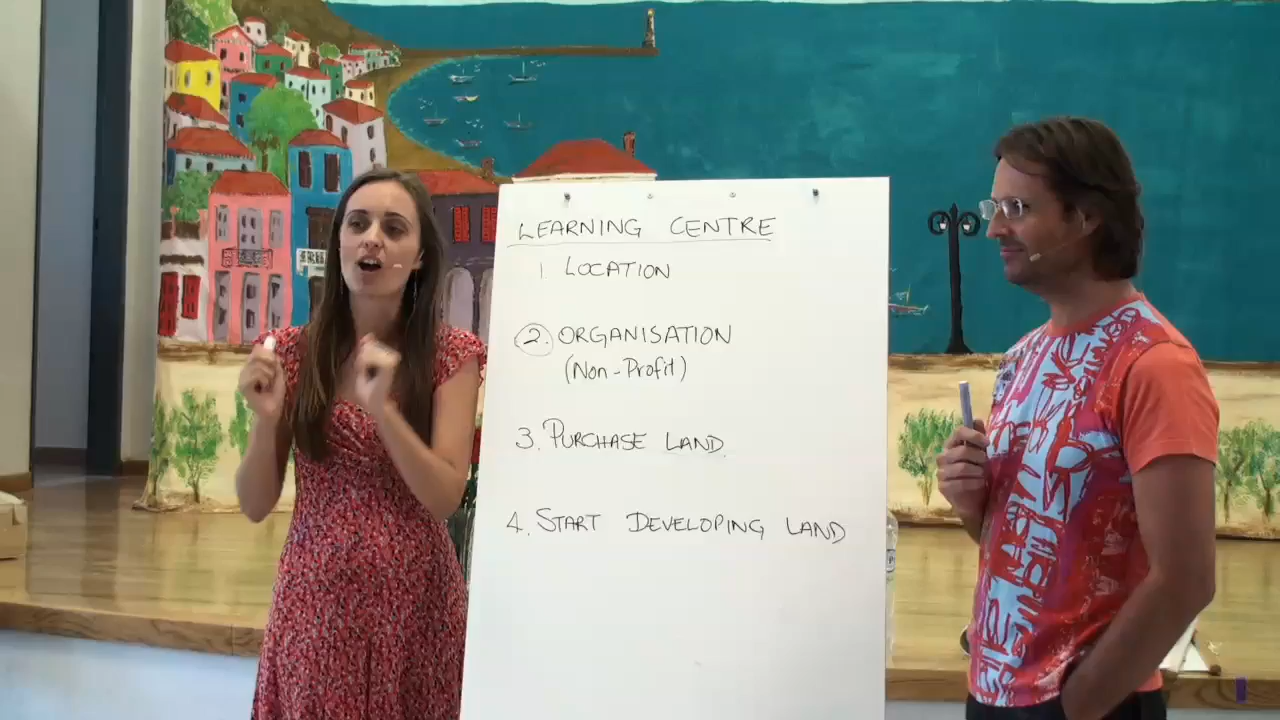 LEARNING CENTRE
1 LOCATION
2. ORGANISATION
(Non-Profit)
3. PURCHASE LAND.
4. START DEVELOPING LAND